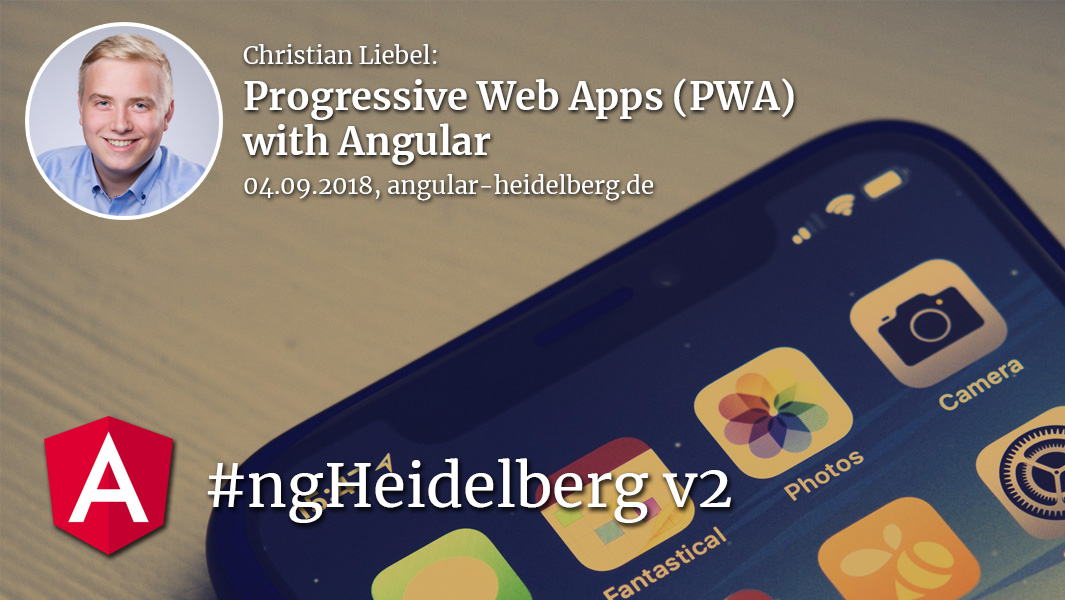 Christian Liebel:
Progressive Web Apps (PWA)
with Angular
04.09.2018, angular-heidelberg.de
Camera
Photos
A
#ngHeidelberg v2
Fantastical